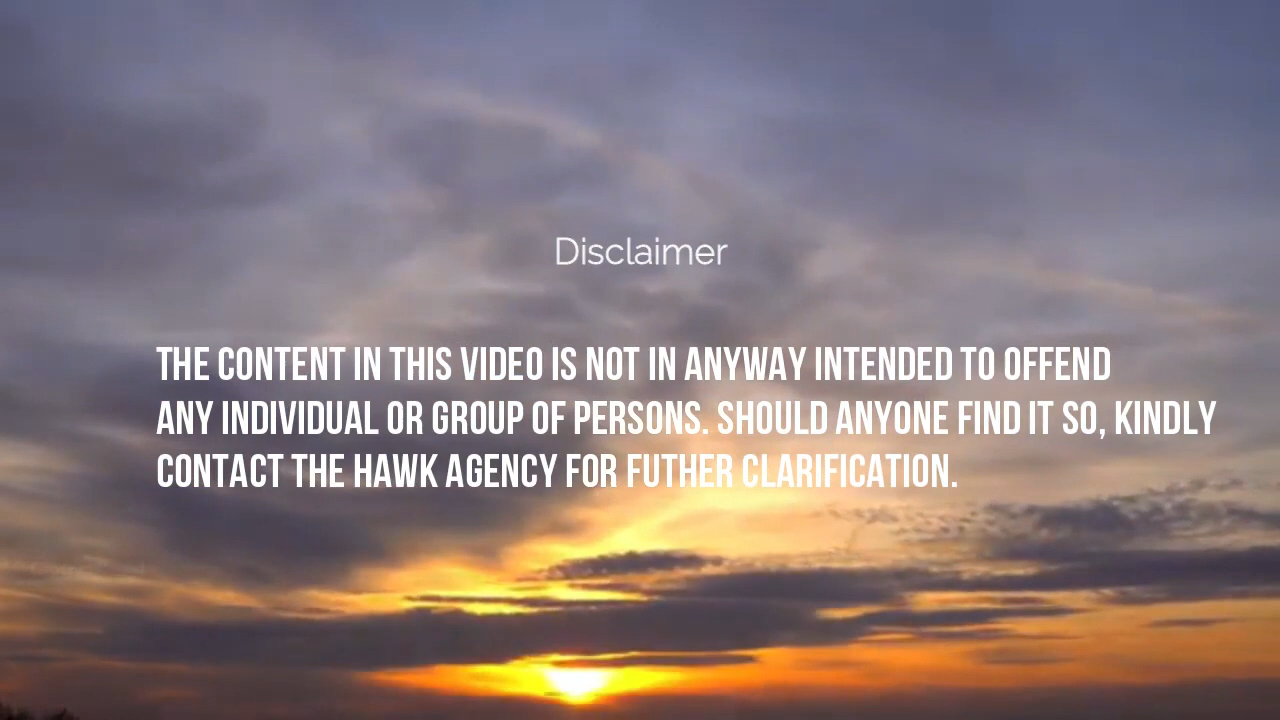 Disclaimer
THE CONTENT IN THIS VIDEO IS NOT IN ANYWAY INTENDED TO OFFEND
ANY INDIVIDUAL OR GROUP OF PERSONS. SHOULD ANYONE FIND IT SO, KINDLY
CONTACT THE HAWK AGENCY FOR FUTHER CLARIFICATION.